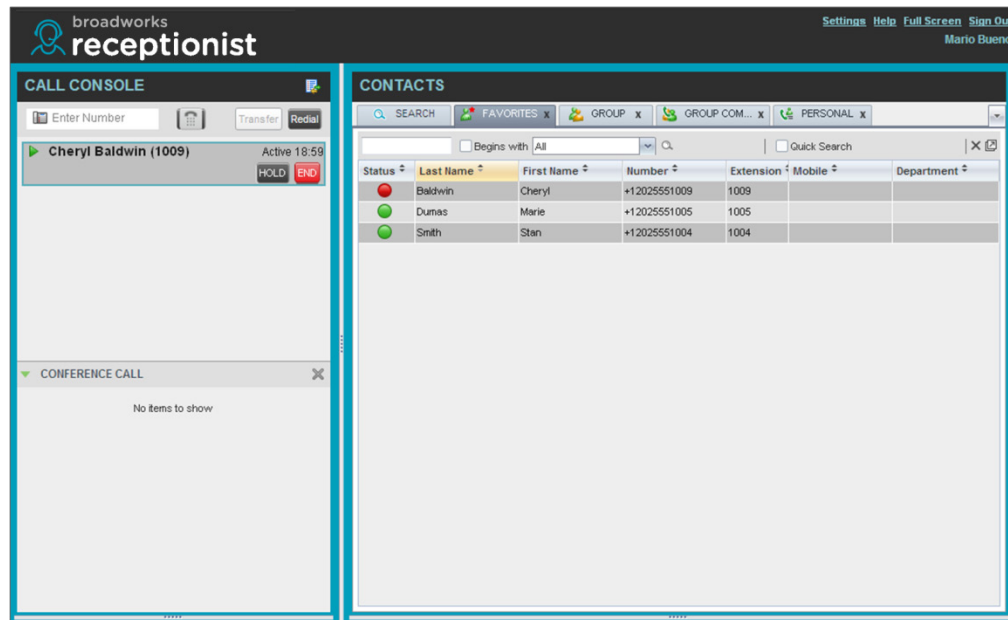 broadworks
receptionist
Settings Help Full Screen Sign Ou
Mario Bueno
CALL CONSOLE
Enter Number
Transfer
Redial
Cheryl Baldwin (1009)
Active 18:59
HOLD
END
CONFERENCE CALL
No items to show
CONTACTS
SEARCH
FAVORITES x
GROUP x
GROUP COM... x
PERSONAL x
Begins with All
Quick Search
Status Last Name First Name Number Extension Mobile Department
Baldwin Cheryl +12025551009 1009
Dumas Marie +12025551005 1005
Smith Stan +12025551004 1004